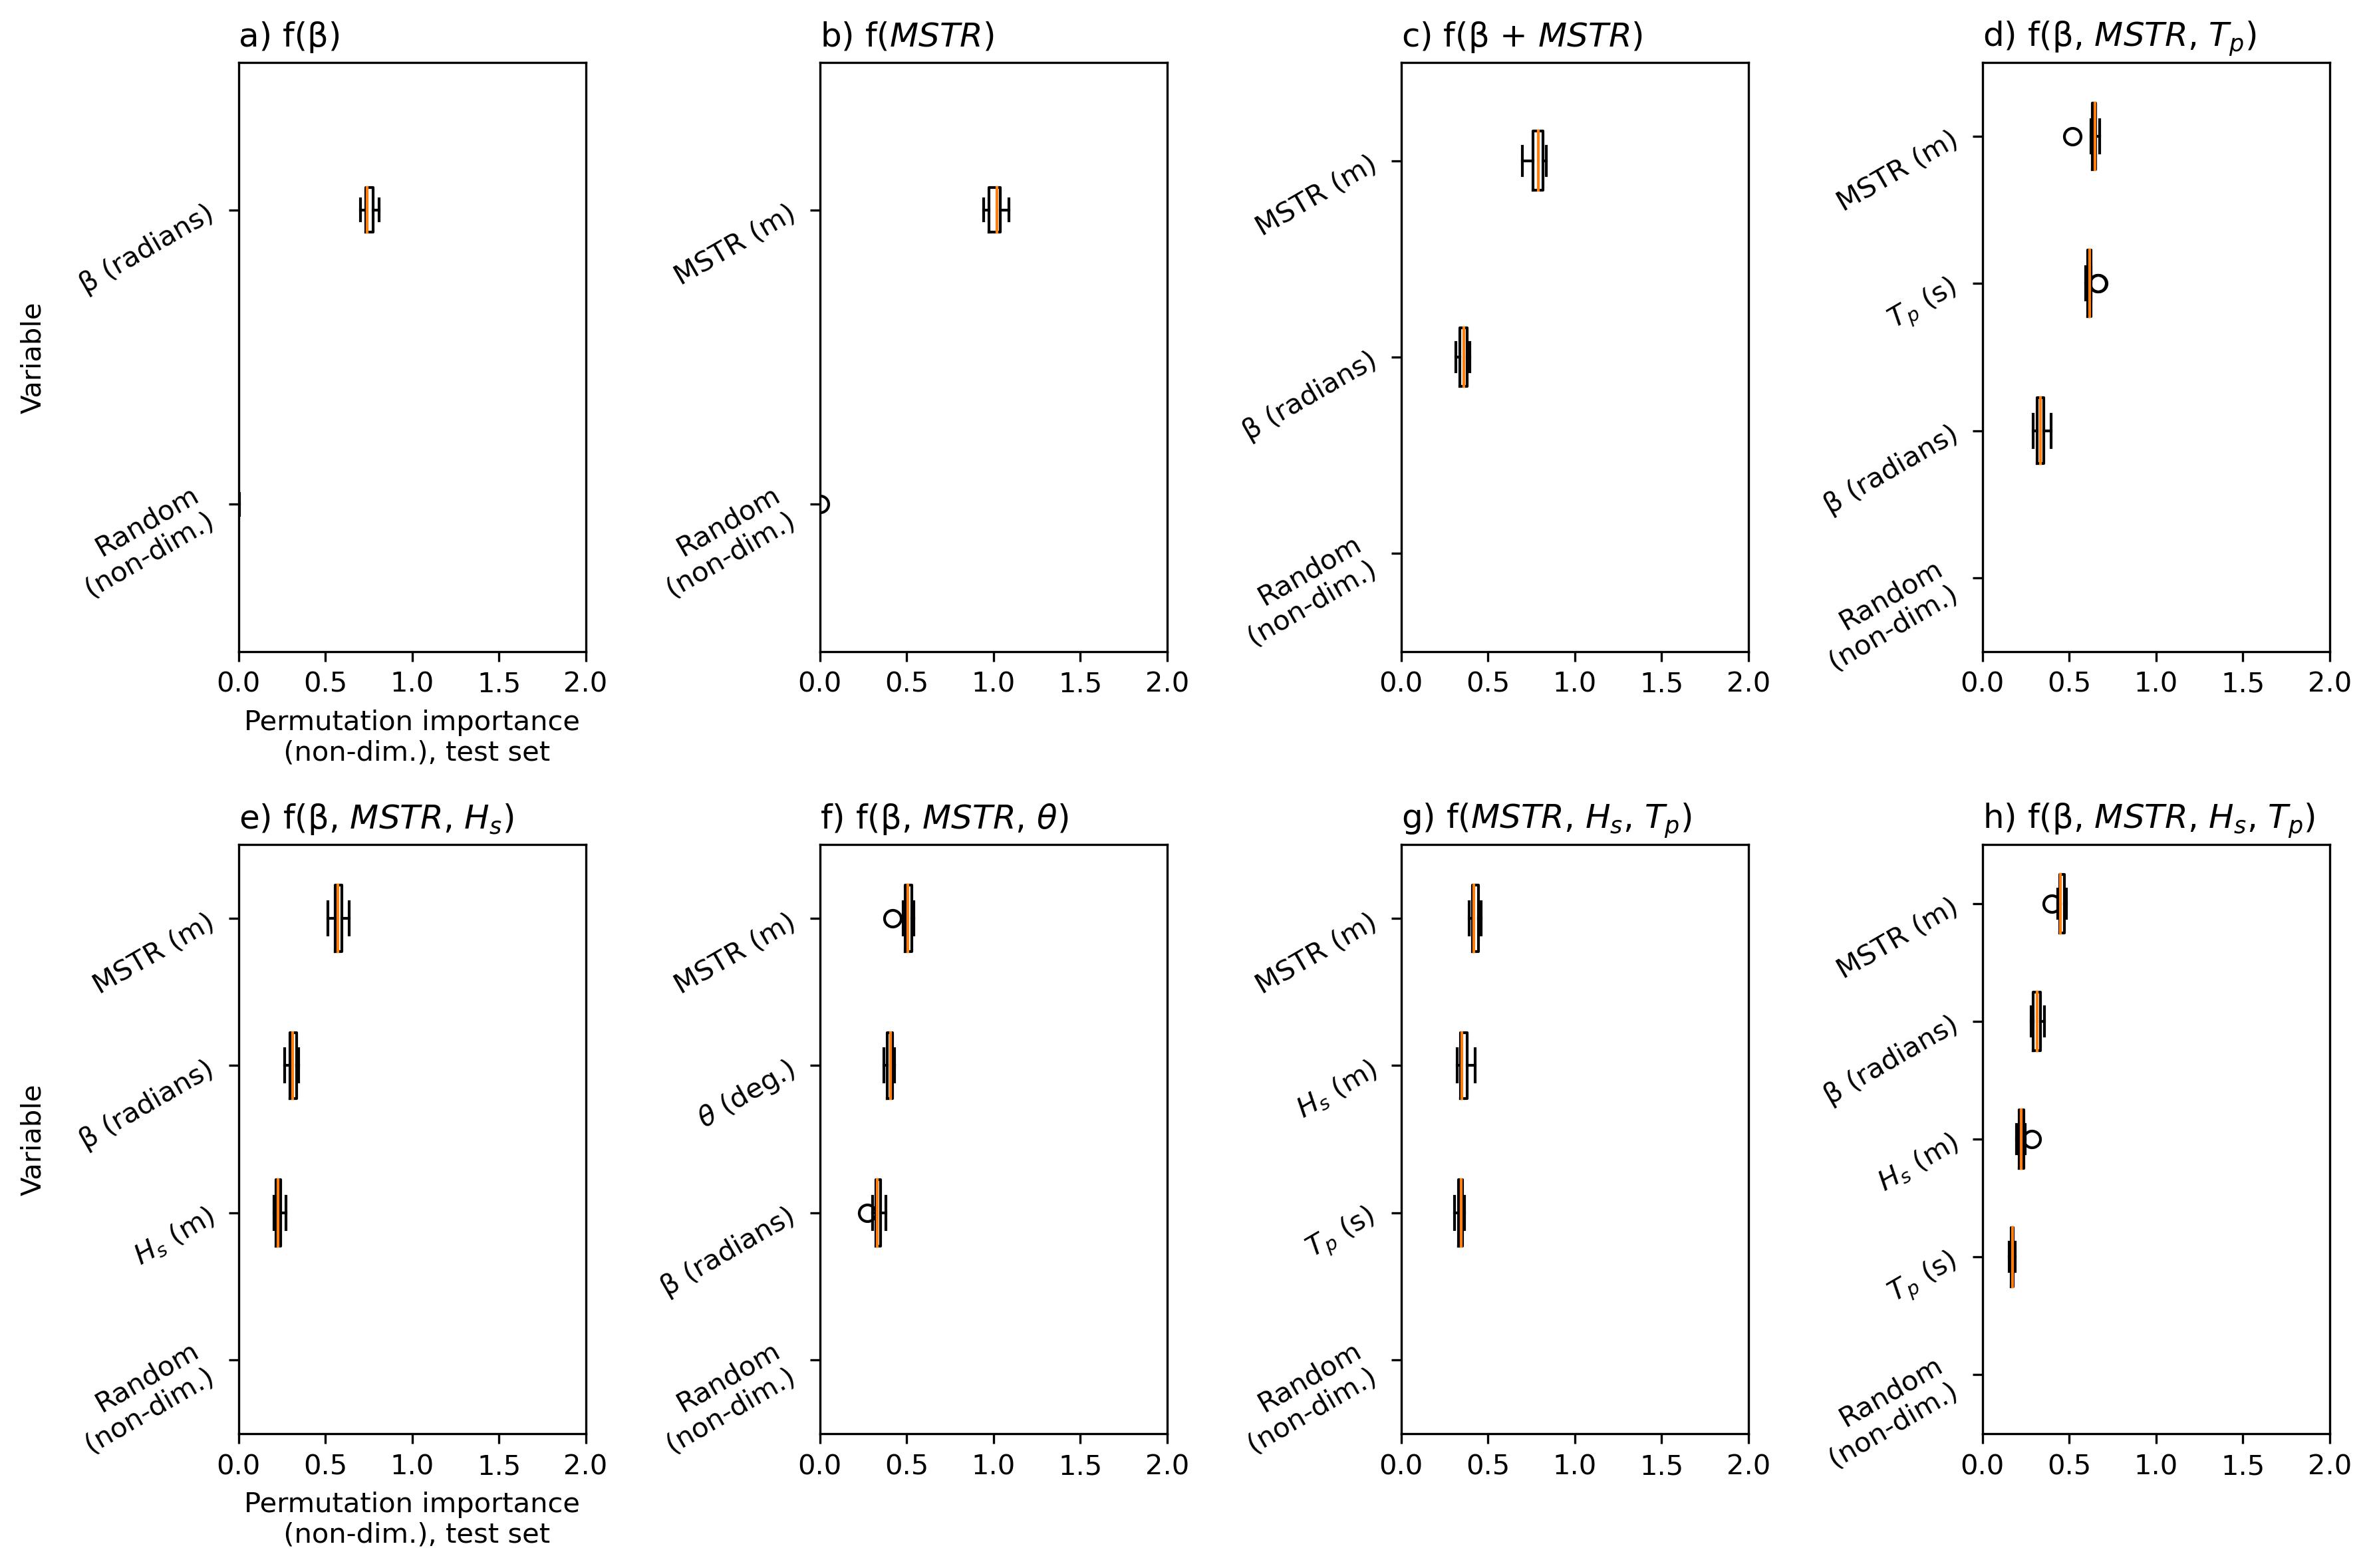 a) f(β)
b) f(MSTR)
c) f(β + MSTR)
d) f(β, MSTR, Tp)
Variable
β (radians)
Random
(non-dim.)
0.0 0.5 1.0 1.5 2.0
Permutation importance
(non-dim.), test set
MSTR (m)
Random
(non-dim.)
0.0 0.5 1.0 1.5 2.0
MSTR (m)
β (radians)
Random
(non-dim.)
0.0 0.5 1.0 1.5 2.0
MSTR (m)
Tp (s)
β (radians)
Random
(non-dim.)
0.0 0.5 1.0 1.5 2.0
e) f(β, MSTR, Hs)
f) f(β, MSTR, θ)
g) f(MSTR, Hs, Tp)
h) f(β, MSTR, Hs, Tp)
Variable
MSTR (m)
β (radians)
Hs (m)
Random
(non-dim.)
0.0 0.5 1.0 1.5 2.0
Permutation importance
(non-dim.), test set
MSTR (m)
θ (deg.)
β (radians)
Random
(non-dim.)
0.0 0.5 1.0 1.5 2.0
MSTR (m)
Hs (m)
Tp (s)
Random
(non-dim.)
0.0 0.5 1.0 1.5 2.0
MSTR (m)
β (radians)
Hs (m)
Tp (s)
Random
(non-dim.)
0.0 0.5 1.0 1.5 2.0